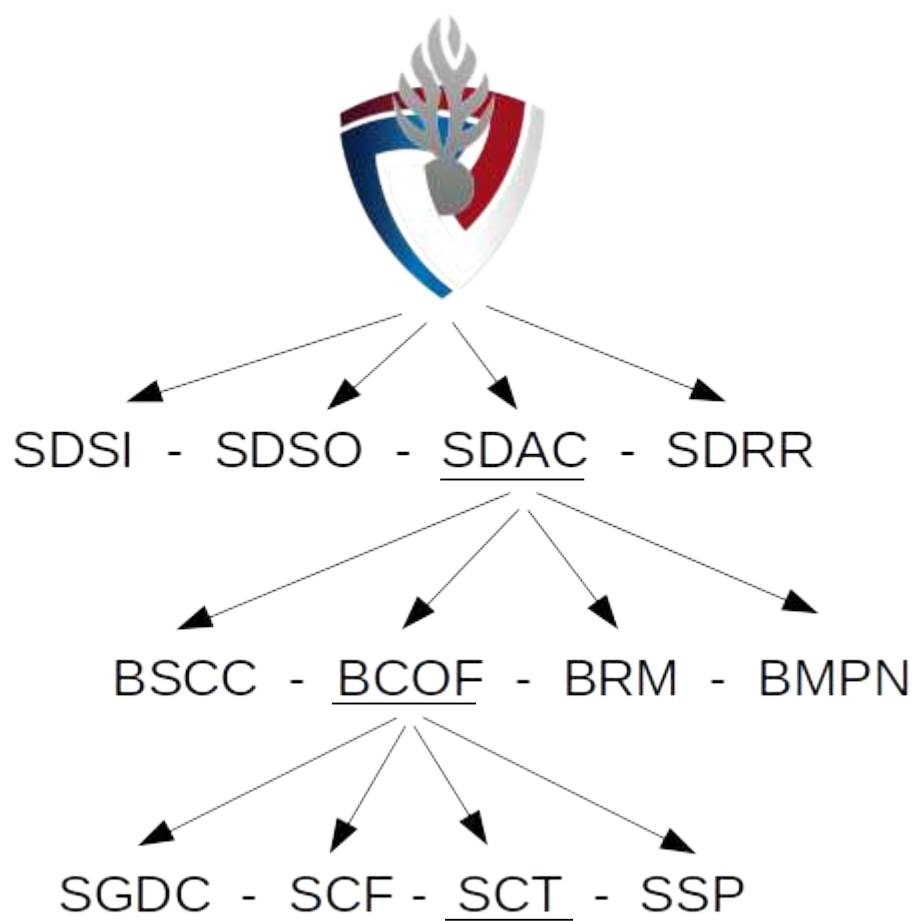 SDSI - SDSO - SDAC - SDRR
BSCC - BCOF - BRM - BMPN
SGDC - SCF - SCT - SSP